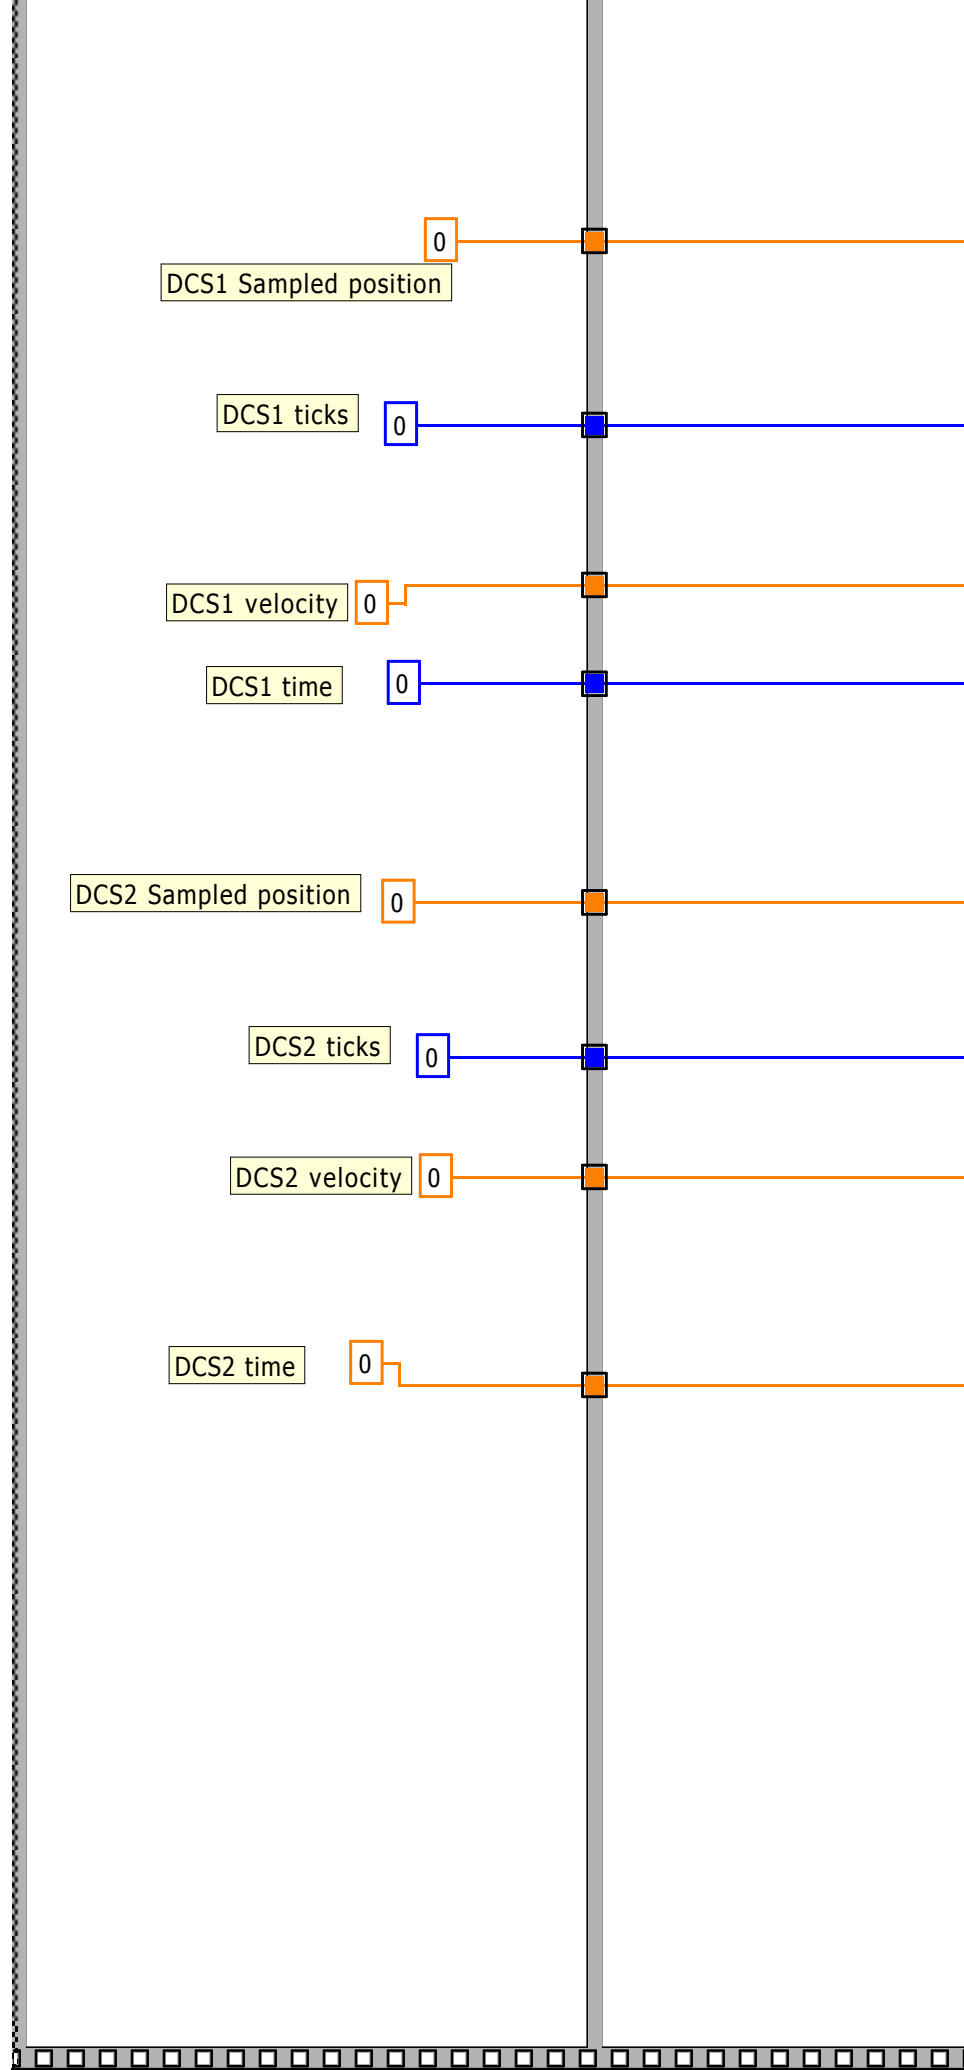 0
DCS1 Sampled position
DCS1 ticks 0
DCS1 velocity 0
DCS1 time 0
DCS2 Sampled position 0
DCS2 ticks 0
DCS2 velocity 0
DCS2 time 0